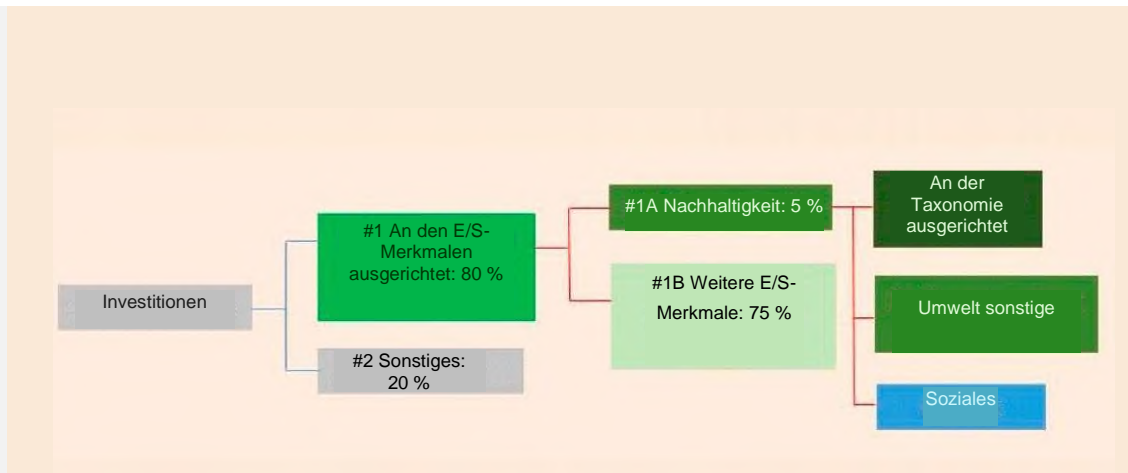 Investitionen
#1 An den E/S-
Merkmalen
ausgerichtet: 80 %
#2 Sonstiges:
20 %
#1A Nachhaltigkeit: 5 %
#1B Weitere E/S-
Merkmale: 75 %
An der
Taxonomie
ausgerichtet
Umwelt sonstige
Soziales